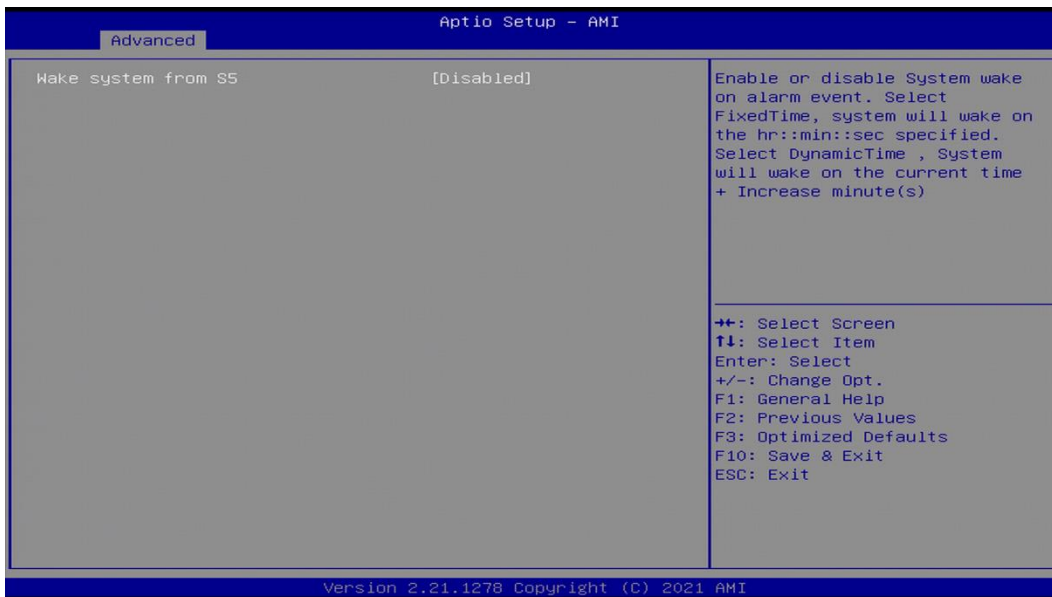 Aptio Setup – AMI
Advanced
Wake system from S5 [Disabled]
Enable or disable System wake
on alarm event. Select
FixedTime, system will wake on
the hr::min::sec specified.
Select DynamicTime , System
will wake on the current time
+ Increase minute(s)
→←: Select Screen
↑↓: Select Item
Enter: Select
+/-: Change Opt.
F1: General Help
F2: Previous Values
F3: Optimized Defaults
F10: Save & Exit
ESC: Exit
Version 2.21.1278 Copyright (C) 2021 AMI